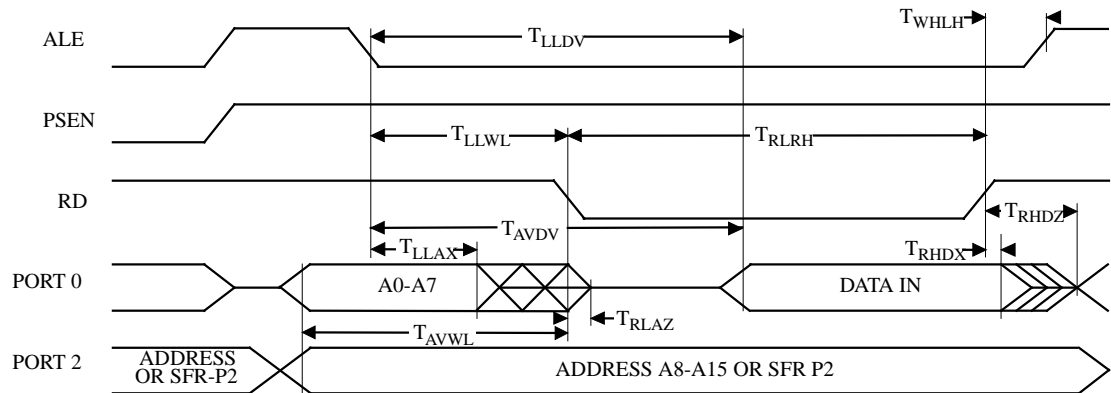 T_WHLH
ALE
T_LLDV
PSEN
T_LLWL
T_RLRH
RD
T_AVDV
T_RHDZ
T_LLAX
T_RHDX
PORT 0
A0-A7
DATA IN
T_RLAZ
T_AVWL
PORT 2
ADDRESS
OR SFR-P2
ADDRESS A8-A15 OR SFR P2